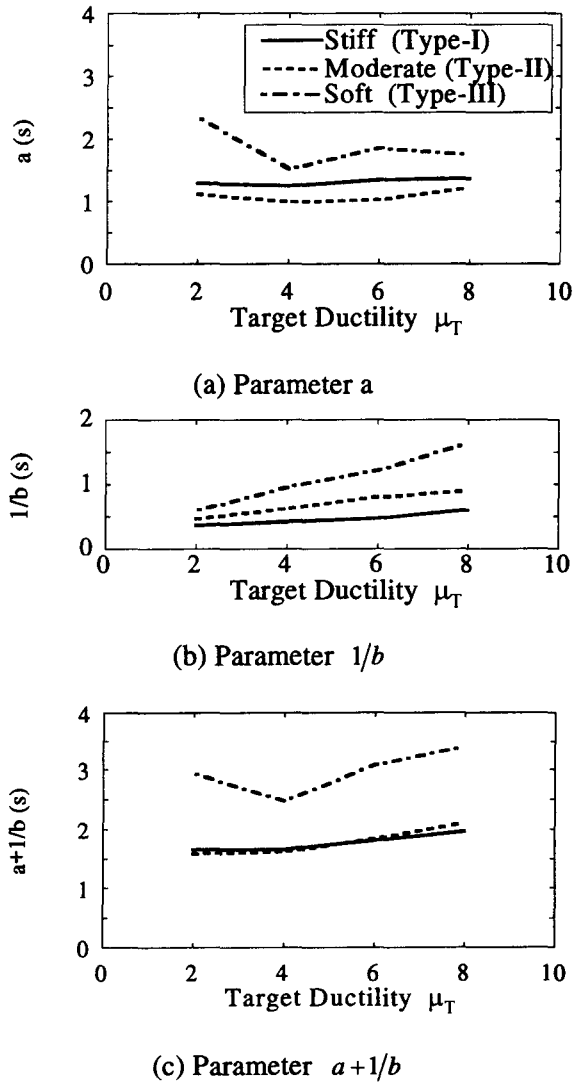 4
Stiff (Type-I)
Moderate (Type-II)
3
Soft (Type-III)
a (s)
2
1
0
0 2 4 6 8 10
Target Ductility μT
(a) Parameter a
2
1/b (s)
1
0
0 2 4 6 8 10
Target Ductility μT
(b) Parameter 1/b
4
3
a+1/b (s)
2
1
0
0 2 4 6 8 10
Target Ductility μT
(c) Parameter a+1/b